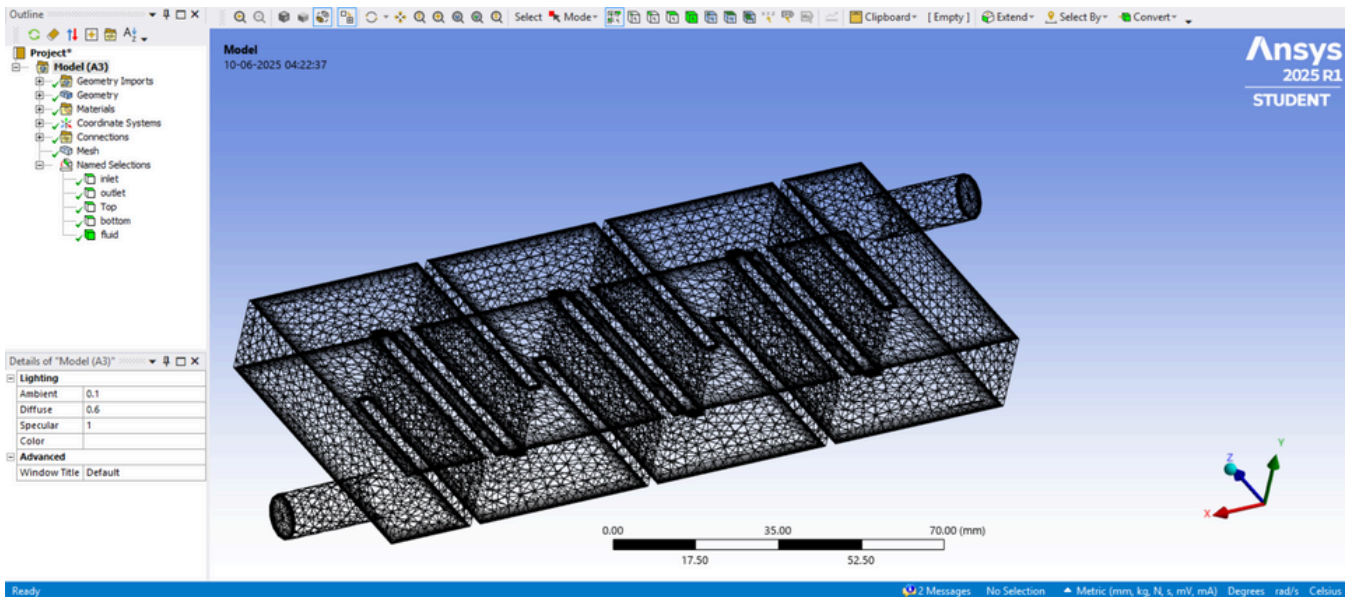 Outline
Select Mode Clipboard [Empty] Extend Select By Convert
Project*
Model (A3)
Geometry Imports
Geometry
Materials
Coordinate Systems
Connections
Mesh
Named Selections
inlet
outlet
Top
bottom
fluid
Details of "Model (A3)"
Lighting
Ambient 0.1
Diffuse 0.6
Specular 1
Color
Advanced
Window Title Default
Model
10-06-2025 04:22:37
Ansys
2025 R1
STUDENT
0.00 35.00 70.00 (mm)
17.50 52.50
Y
Z
X
Ready 2 Messages No Selection Metric (mm, kg, N, s, mV, mA) Degrees rad/s Celsius